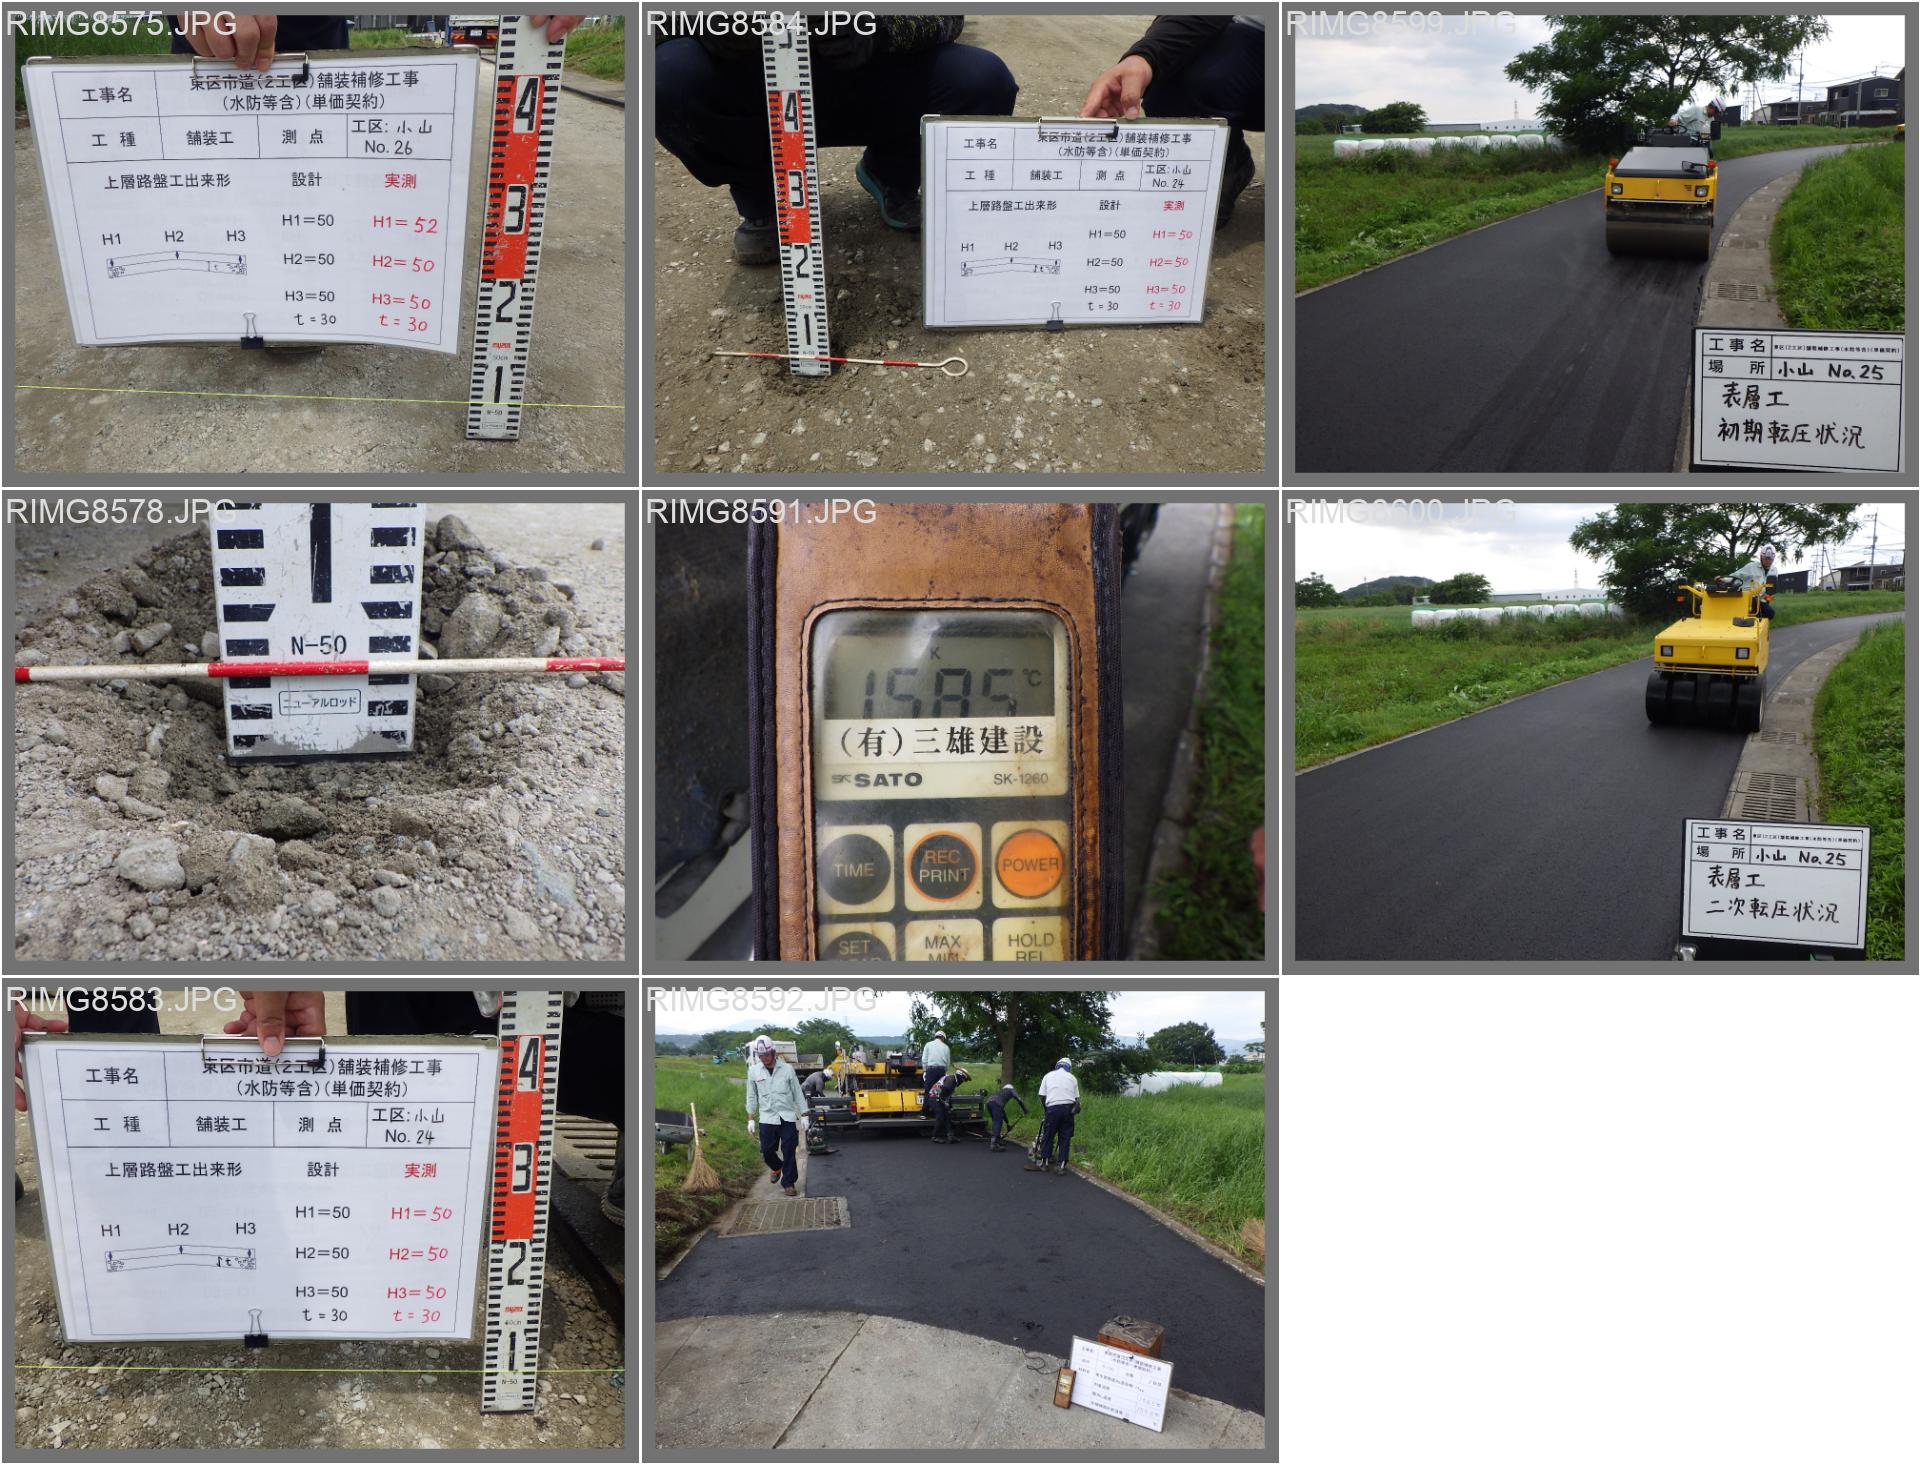 RIMG8575.JPG
工事名
東区市道(2工区)舗装補修工事
(水防等含)(単価契約)
工種 舗装工 測点 工区:小山
No.26
上層路盤工出来形 設計 実測
H1=50 H1=52
H1 H2 H3
t
H2=50 H2=50
H3=50 H3=50
t=30 t=30
4
3
2
50cm
1
N-50
RIMG8584.JPG
工事名
東区市道(2工区)舗装補修工事
(水防等含)(単価契約)
工種 舗装工 測点 工区:小山
No.24
上層路盤工出来形 設計 実測
H1=50 H1=50
H1 H2 H3
t
H2=50 H2=50
H3=50 H3=50
t=30 t=30
4
3
2
1
N-50
RIMG8599.JPG
工事名
場所 小山 No.25
表層工
初期転圧状況
RIMG8578.JPG
1
N-50
ニューアルロッド
RIMG8591.JPG
K
158.5 ℃
(有)三雄建設
SK SATO SK-1260
TIME REC PRINT POWER
SET MAX HOLD
RIMG8600.JPG
工事名
場所 小山 No.25
表層工
二次転圧状況
RIMG8583.JPG
工事名
東区市道(2工区)舗装補修工事
(水防等含)(単価契約)
工種 舗装工 測点 工区:小山
No.24
上層路盤工出来形 設計 実測
H1=50 H1=50
H1 H2 H3
t
H2=50 H2=50
H3=50 H3=50
t=30 t=30
4
3
2
1
N-50
RIMG8592.JPG
工事名